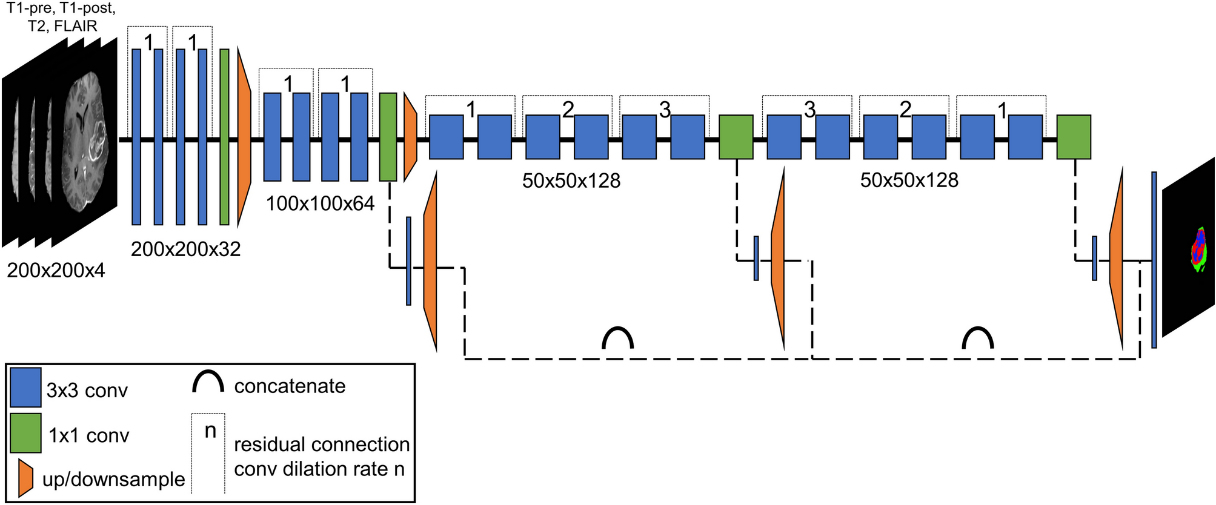 T1-pre, T1-post,
T2, FLAIR
1
1
1
1
1
2
3
3
2
1
200x200x4
200x200x32
100x100x64
50x50x128
50x50x128
3x3 conv
1x1 conv
up/downsample
concatenate
n
residual connection
conv dilation rate n